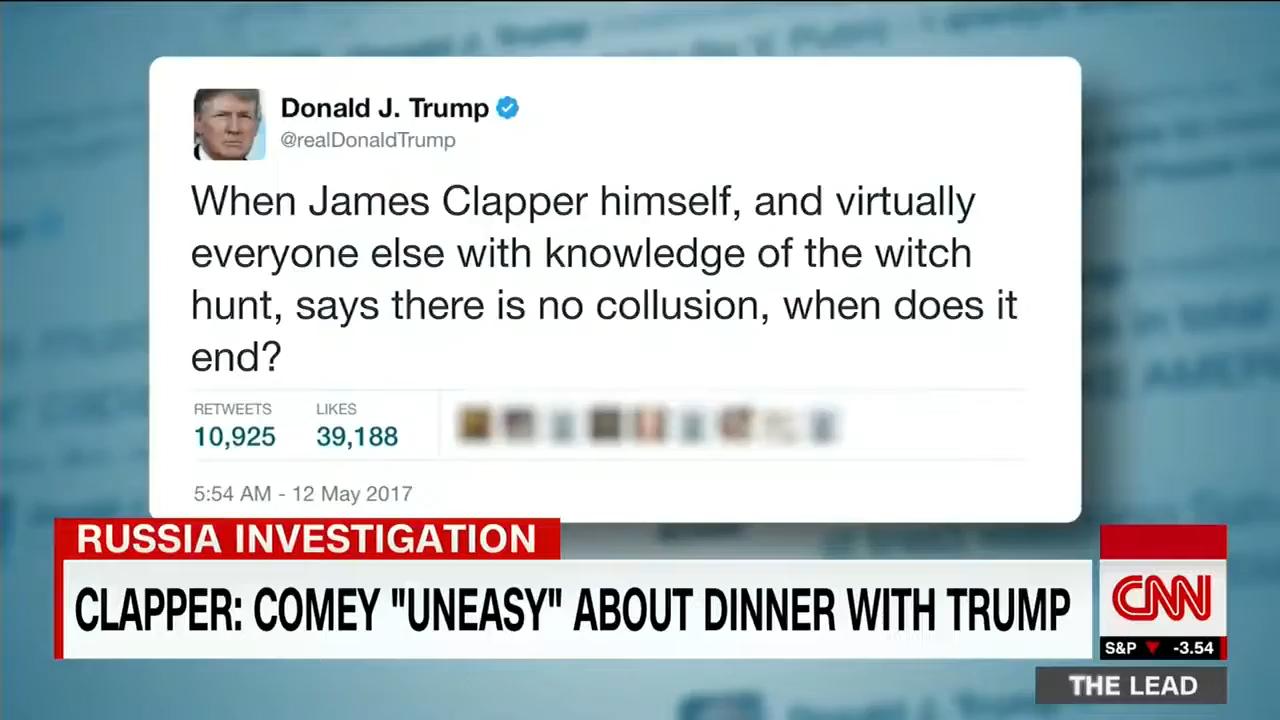 Donald J. Trump
@realDonaldTrump
When James Clapper himself, and virtually
everyone else with knowledge of the witch
hunt, says there is no collusion, when does it
end?
RETWEETS LIKES
10,925 39,188
5:54 AM - 12 May 2017
RUSSIA INVESTIGATION
CLAPPER: COMEY "UNEASY" ABOUT DINNER WITH TRUMP
CNN
S&P ▼ -3.54
THE LEAD